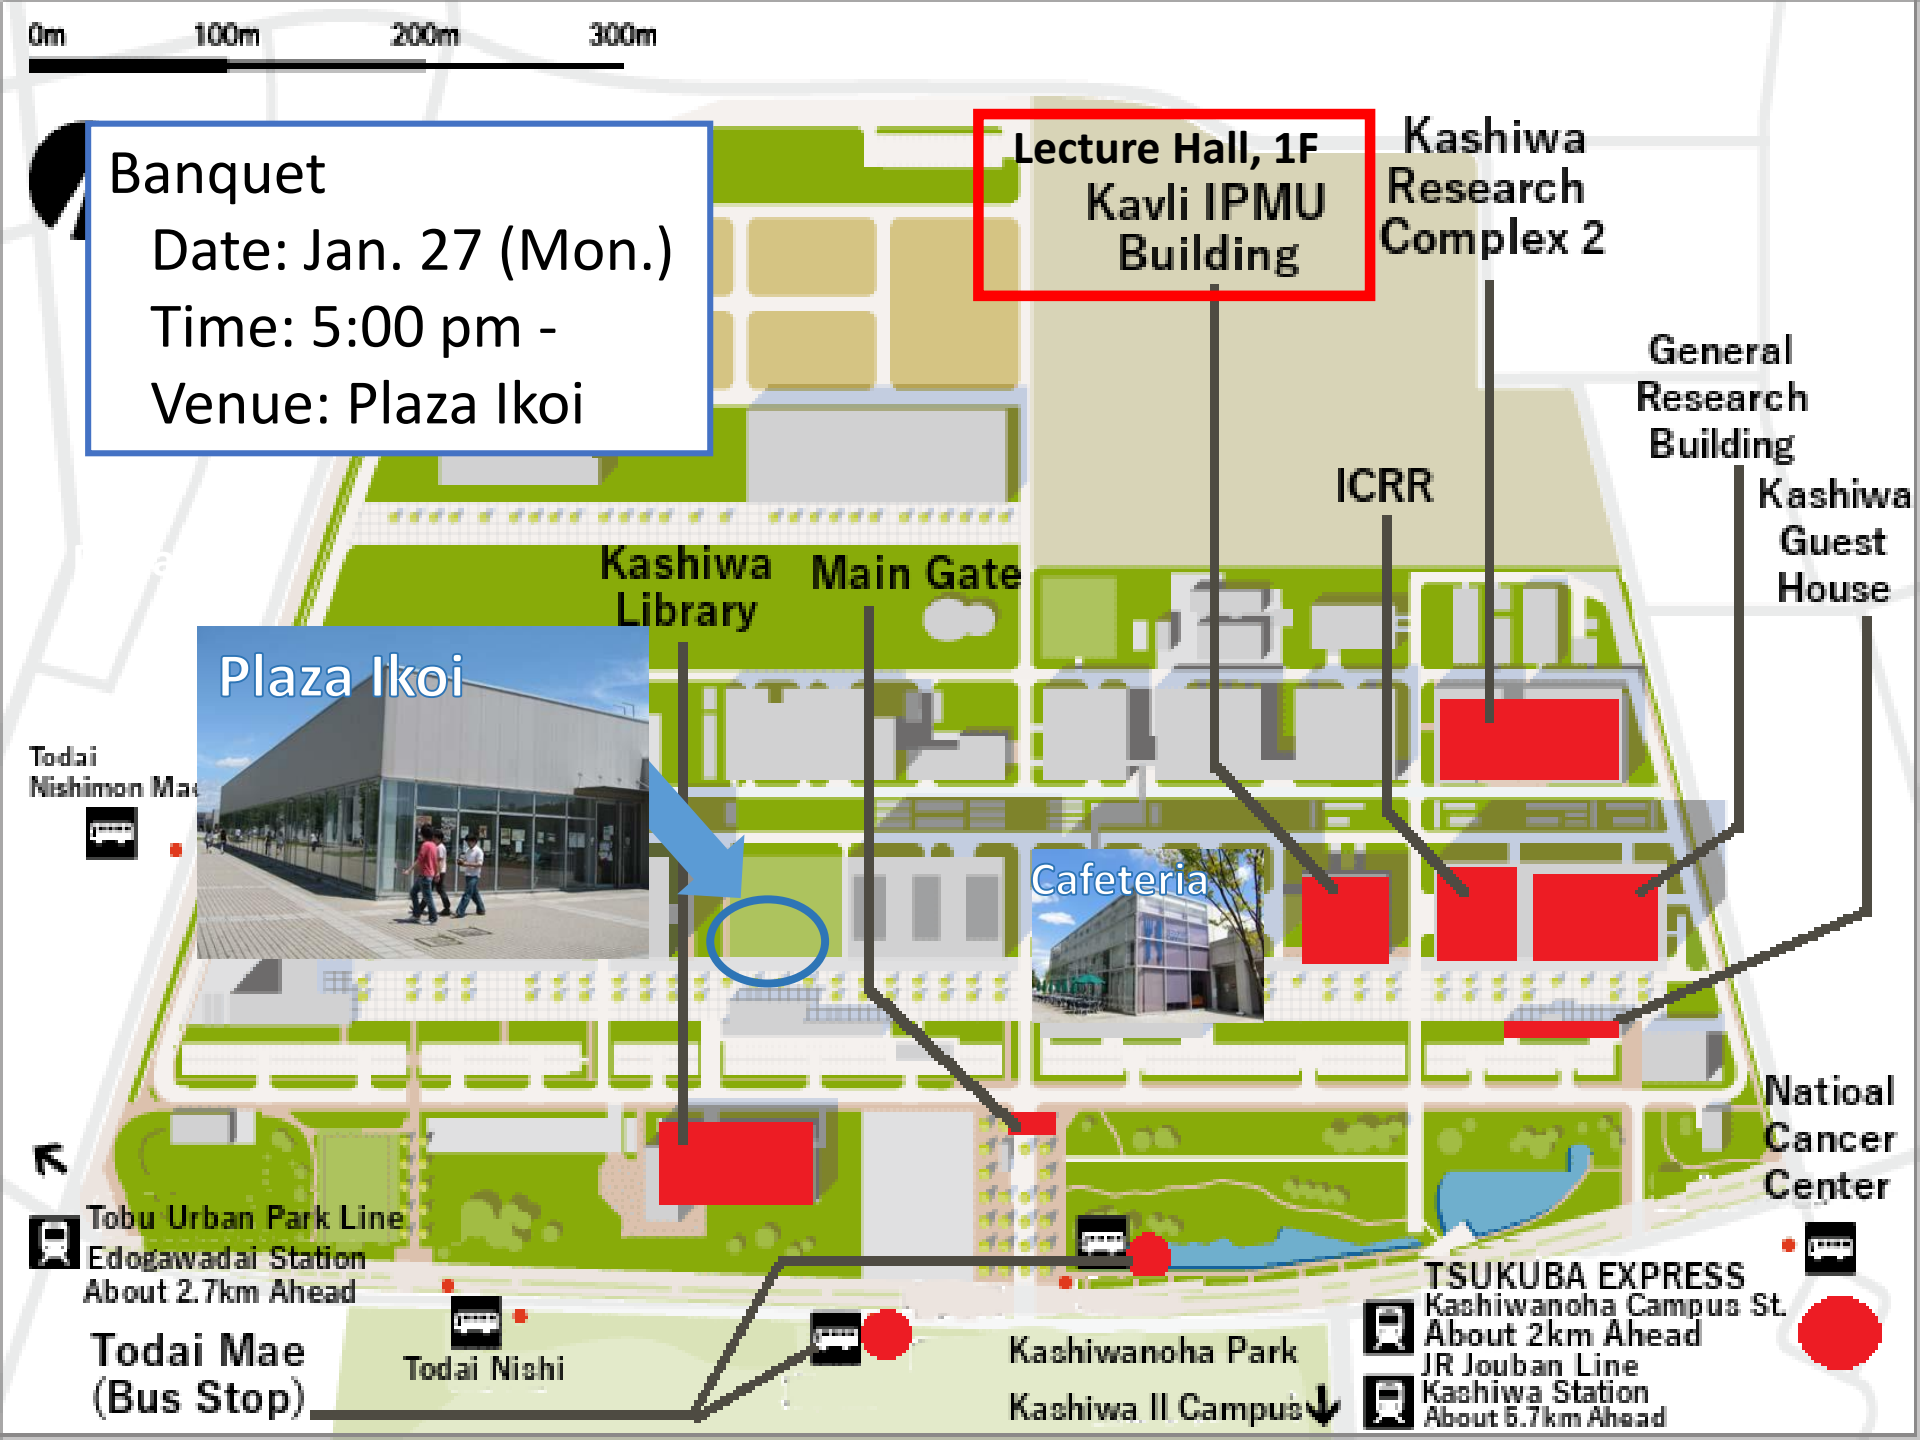 0m 100m 200m 300m
Banquet
Date: Jan. 27 (Mon.)
Time: 5:00 pm -
Venue: Plaza Ikoi
Lecture Hall, 1F
Kavli IPMU
Building
Kashiwa
Research
Complex 2
General
Research
Building
ICRR
Kashiwa
Guest
House
Kashiwa
Library
Main Gate
Plaza Ikoi
Todai
Nishimon
Cafeteria
Natioal
Cancer
Center
Tobu Urban Park Line
Edogawadai Station
About 2.7km Ahead
Todai Mae
(Bus Stop)
Todai Nishi
Kashiwanoha Park
Kashiwa II Campus
TSUKUBA EXPRESS
Kashiwanoha Campus St.
About 2km Ahead
JR Jouban Line
Kashiwa Station
About 5.7km Ahead